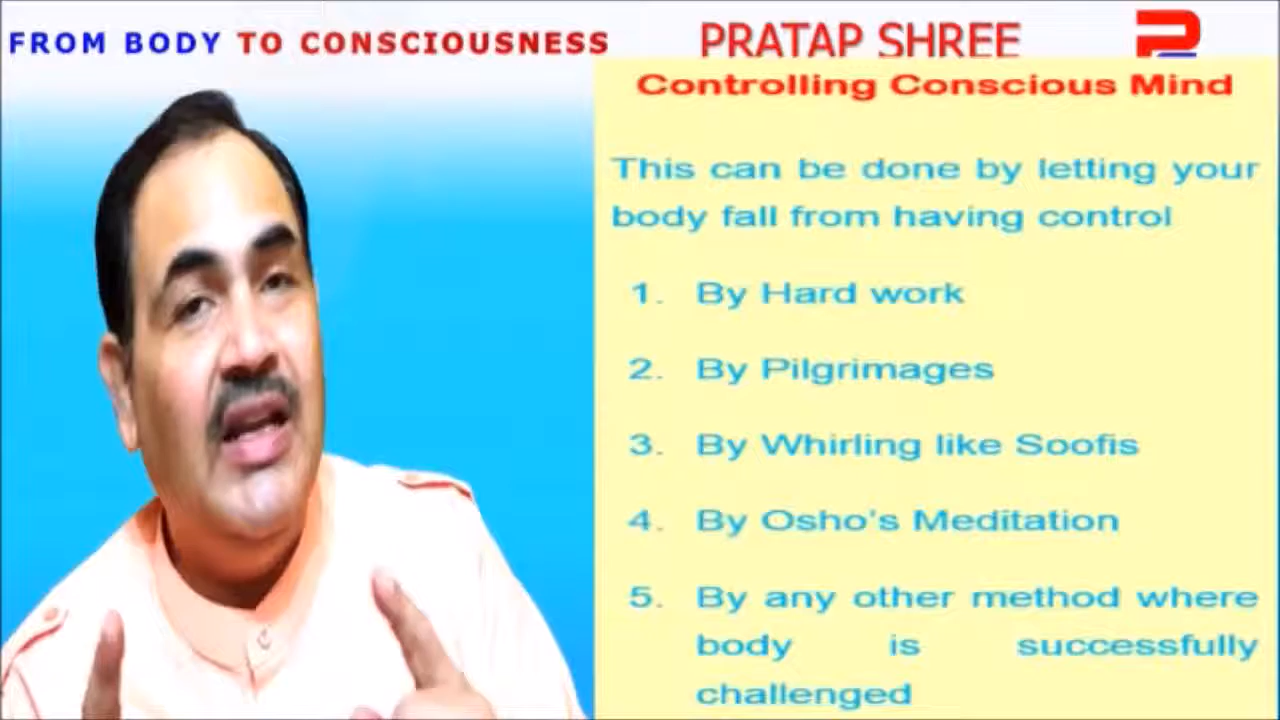 FROM BODY TO CONSCIOUSNESS
PRATAP SHREE
Controlling Conscious Mind
This can be done by letting your
body fall from having control
1. By Hard work
2. By Pilgrimages
3. By Whirling like Soofis
4. By Osho's Meditation
5. By any other method where
body is successfully
challenged